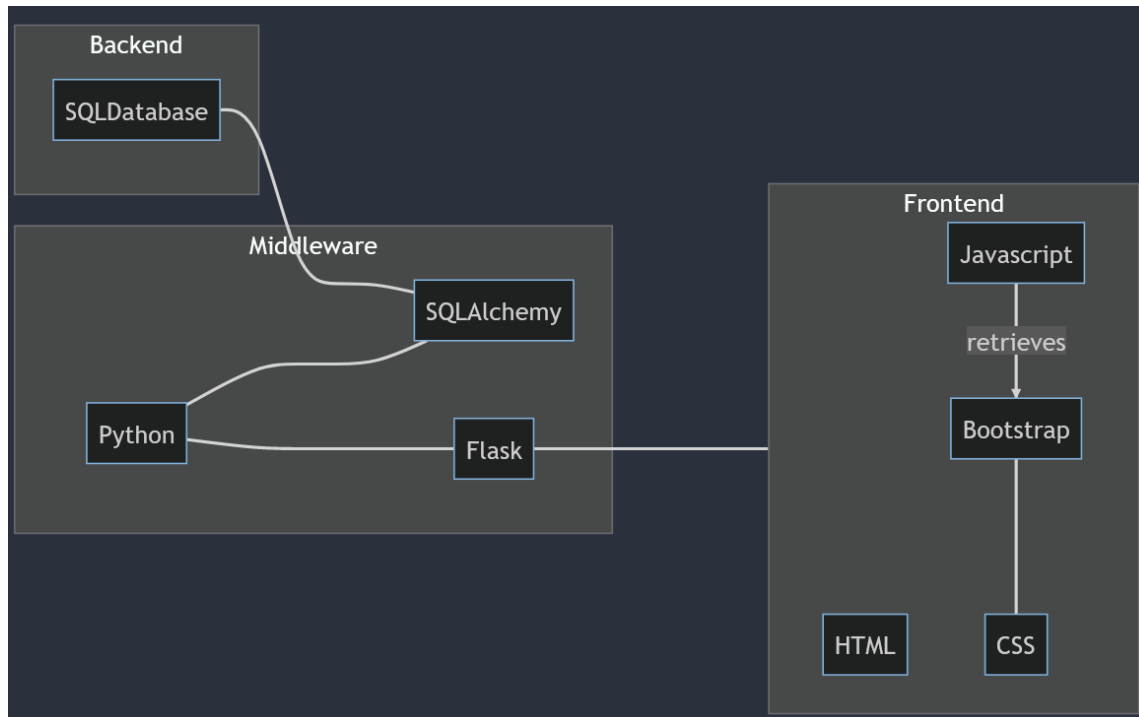 Backend
SQLDatabase
Middleware
SQLAlchemy
Python
Flask
Frontend
Javascript
retrieves
Bootstrap
HTML
CSS